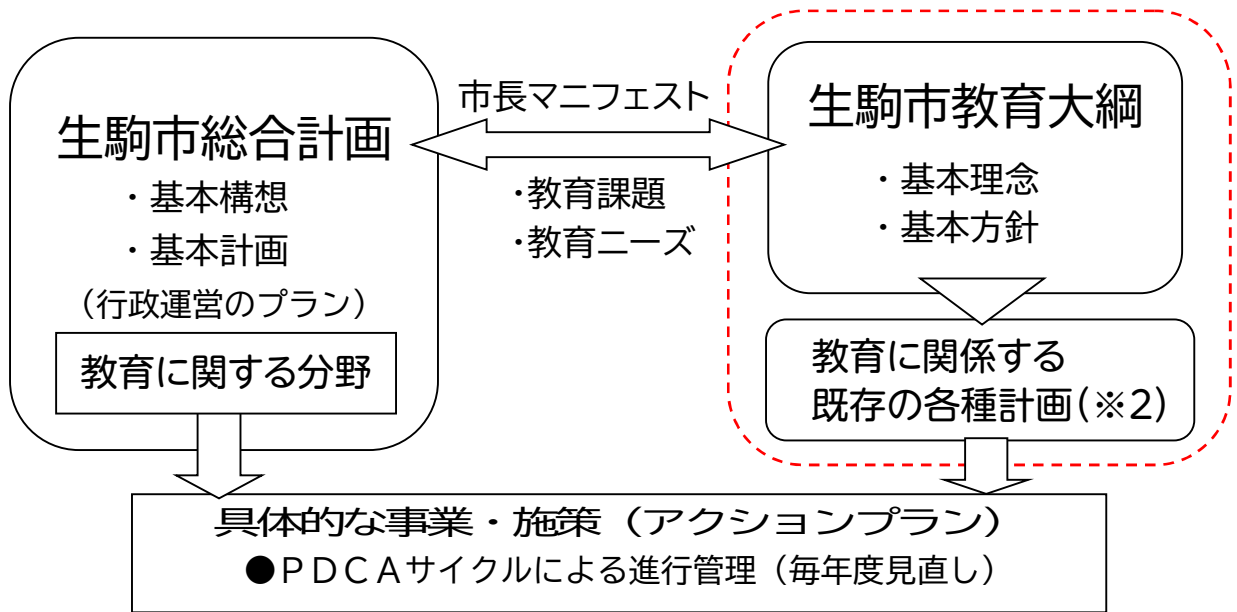 生駒市総合計画
・基本構想
・基本計画
（行政運営のプラン）
教育に関する分野
市長マニフェスト
・教育課題
・教育ニーズ
生駒市教育大綱
・基本理念
・基本方針
教育に関係する
既存の各種計画(※2)
具体的な事業・施策（アクションプラン）
●ＰＤＣＡサイクルによる進行管理（毎年度見直し）